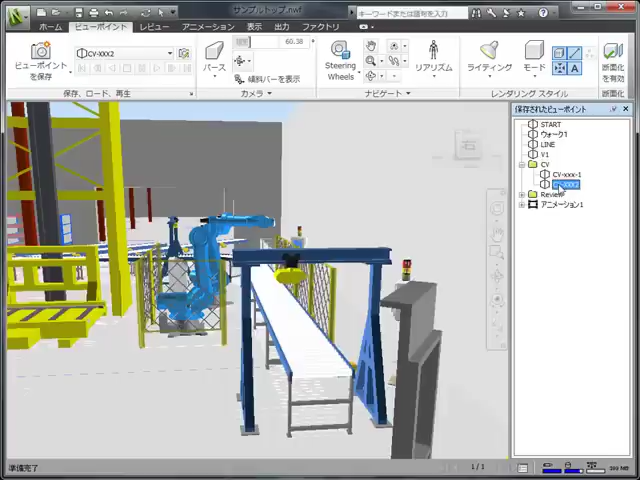 サンプルトップ.nwf
キーワードまたは語句を入力
ホーム ビューポイント レビュー アニメーション 表示 出力 ファクトリ
CV-XXX2
60.38
ビューポイント
を保存
パース
傾斜バーを表示
Steering
Wheels
リアリズム
ライティング
モード
断面化
を有効
保存、ロード、再生
カメラ
ナビゲート
レンダリング スタイル
断面化
保存されたビューポイント
START
ウォーク1
LINE
V1
CV
CV-xxx-1
CV-XXX2
Review
アニメーション1
準備完了
1 / 1